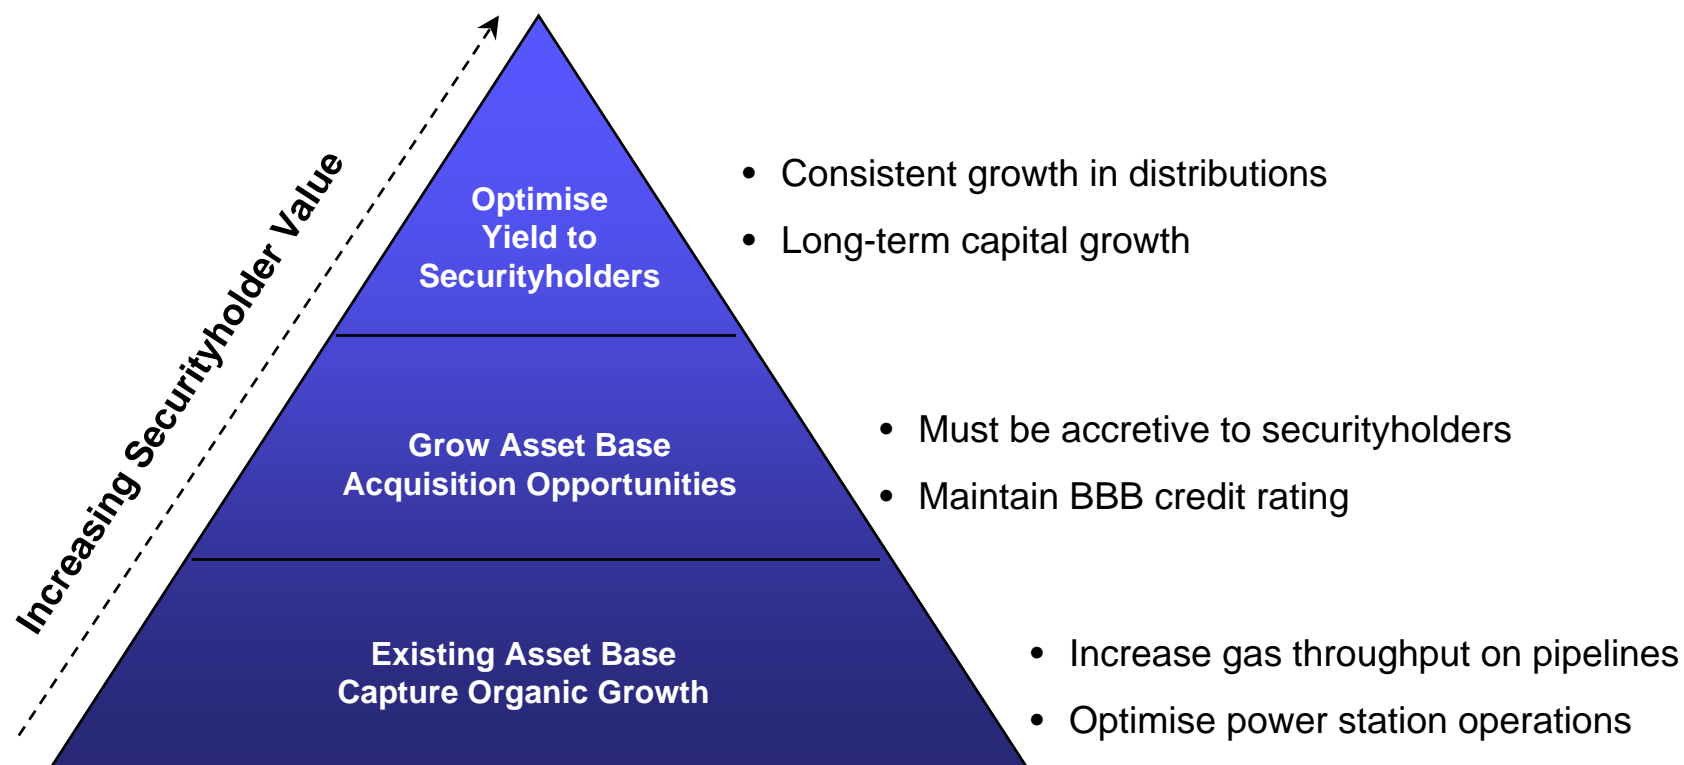 Increasing Securityholder Value
Optimise
Yield to
Securityholders
• Consistent growth in distributions
• Long-term capital growth
Grow Asset Base
Acquisition Opportunities
• Must be accretive to securityholders
• Maintain BBB credit rating
Existing Asset Base
Capture Organic Growth
• Increase gas throughput on pipelines
• Optimise power station operations